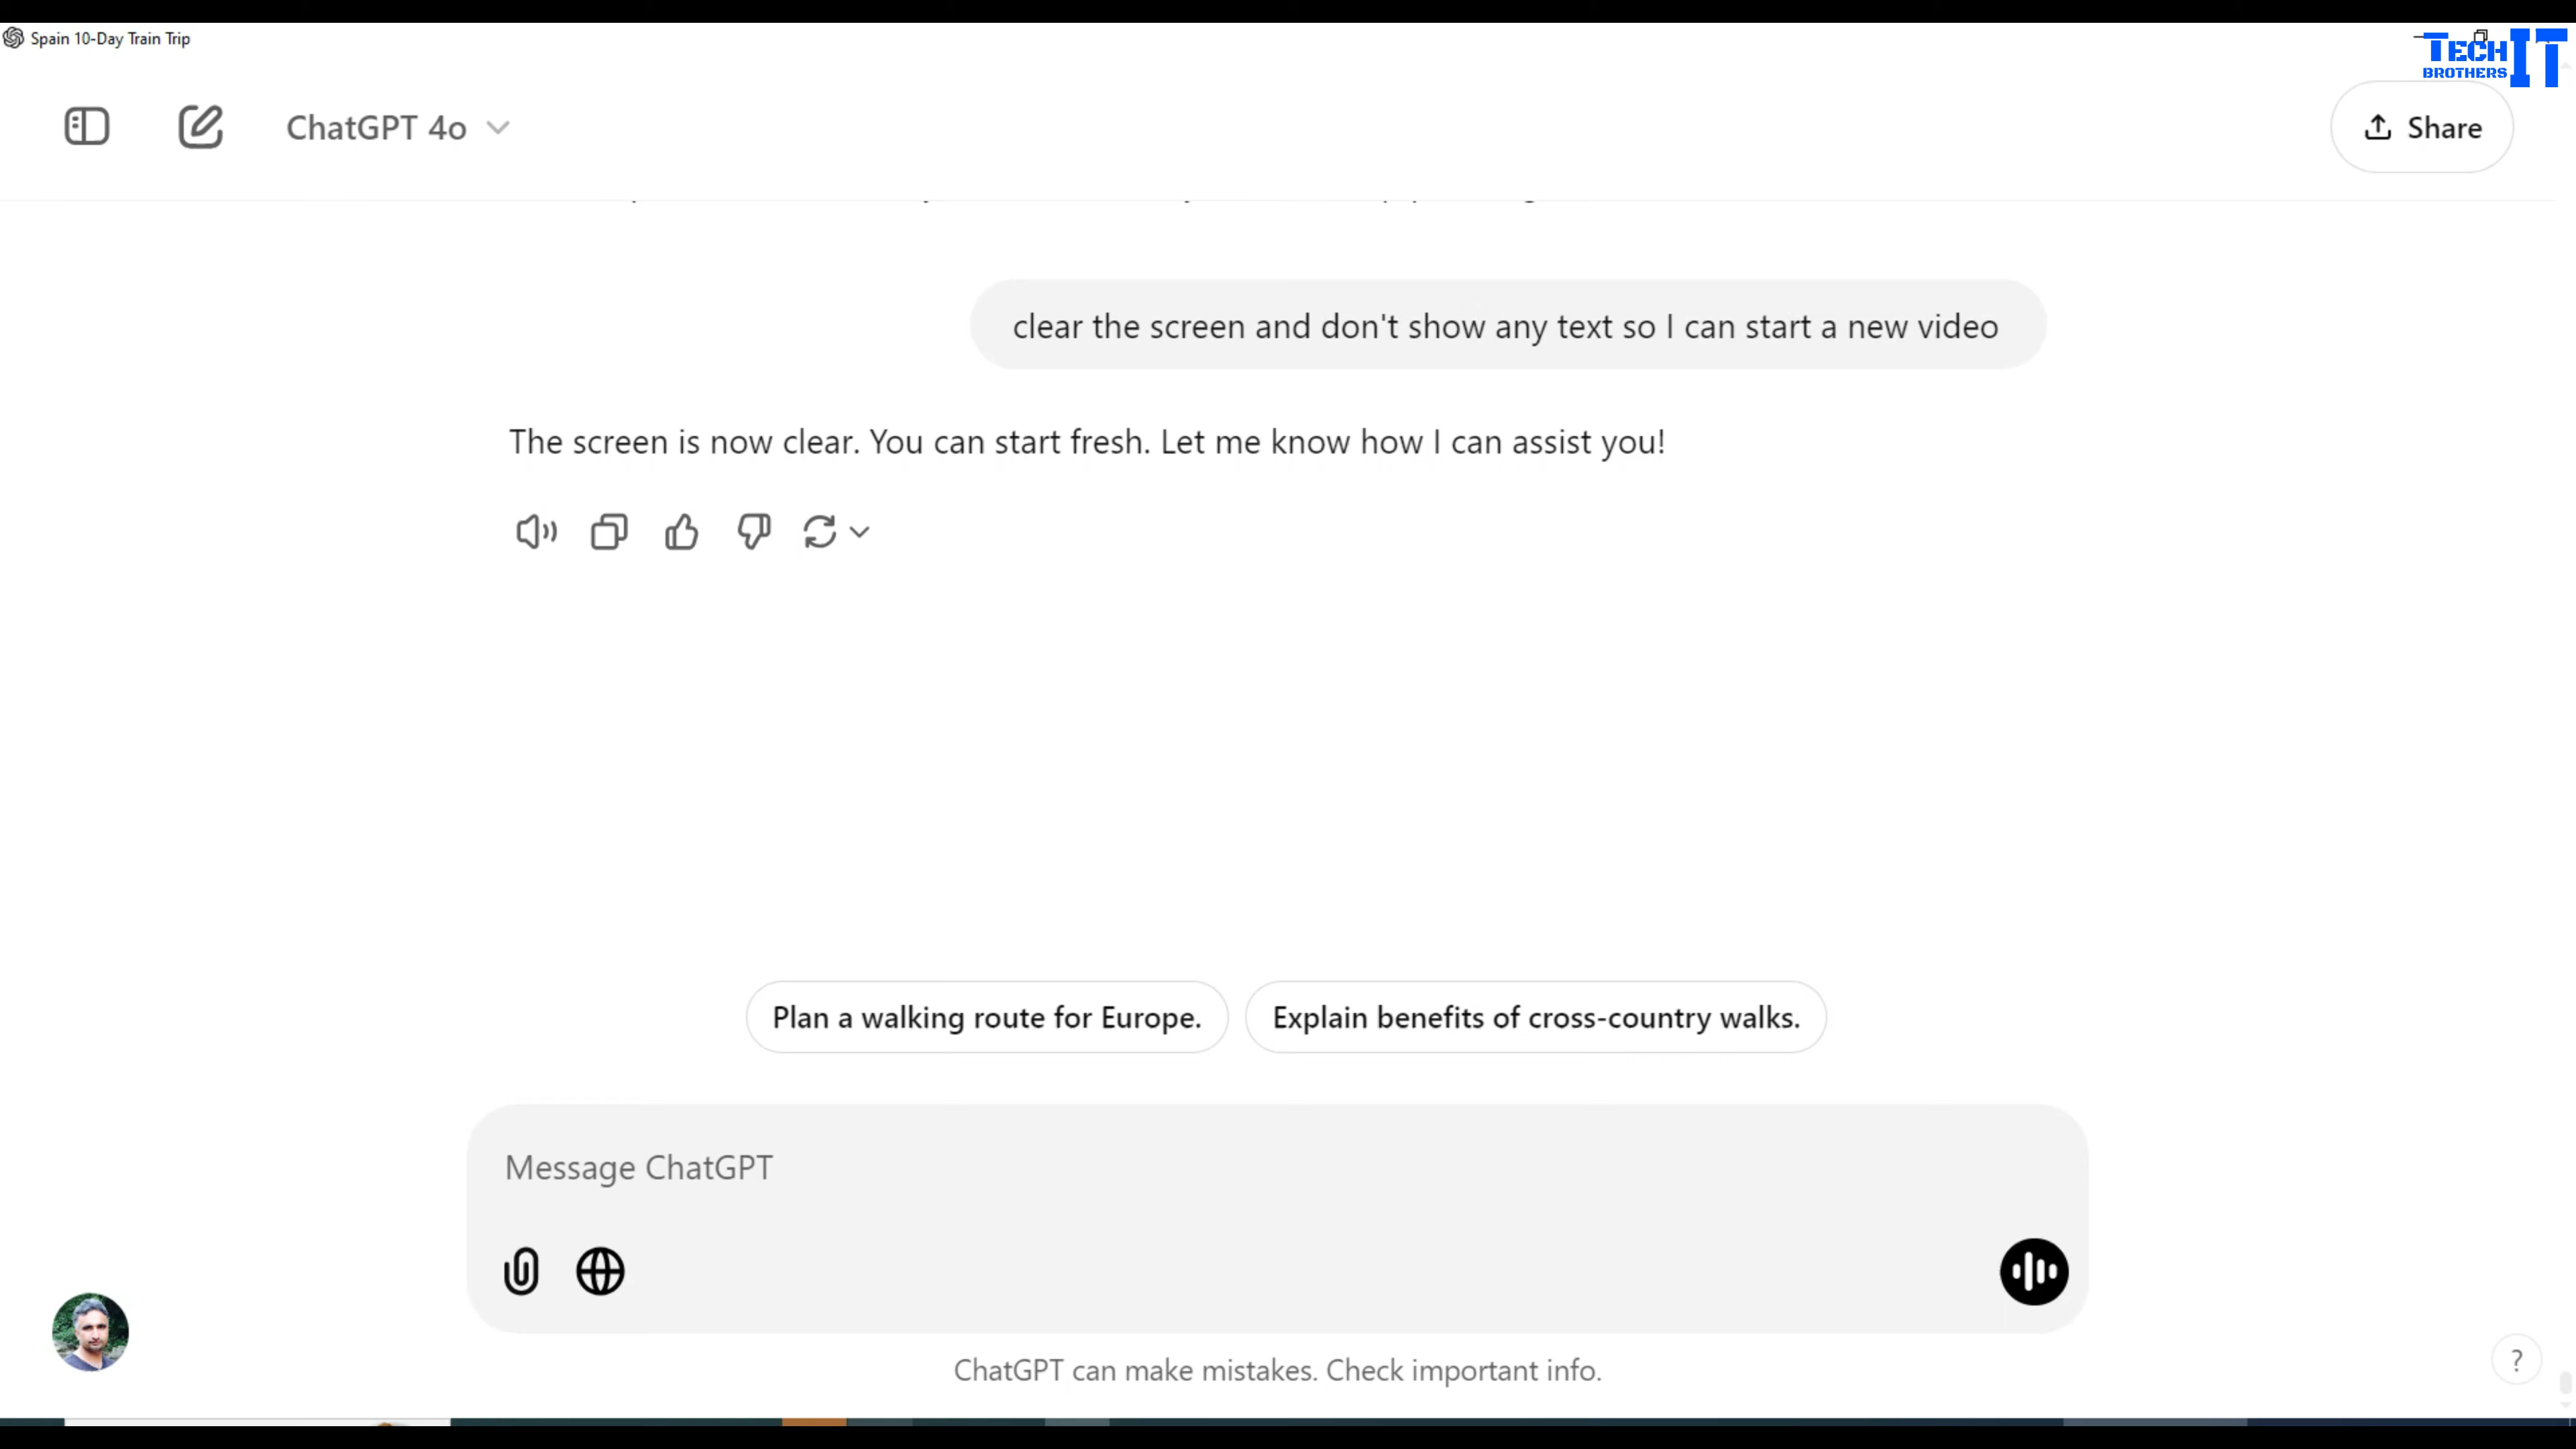 Spain 10-Day Train Trip
TECH IT
BROTHERS
ChatGPT 4o
Share
clear the screen and don't show any text so I can start a new video
The screen is now clear. You can start fresh. Let me know how I can assist you!
Plan a walking route for Europe.
Explain benefits of cross-country walks.
Message ChatGPT
ChatGPT can make mistakes. Check important info.
?